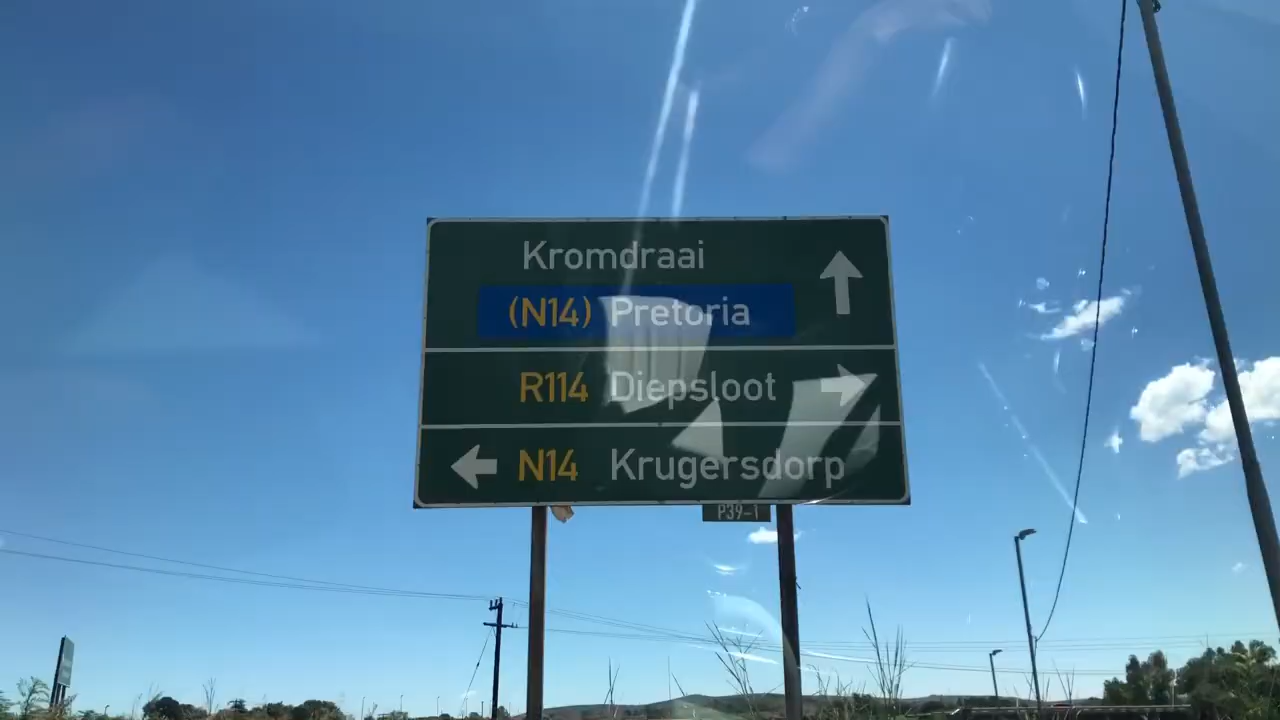 Kromdraai
(N14) Pretoria
R114 Diepsloot
N14 Krugersdorp
P39-1